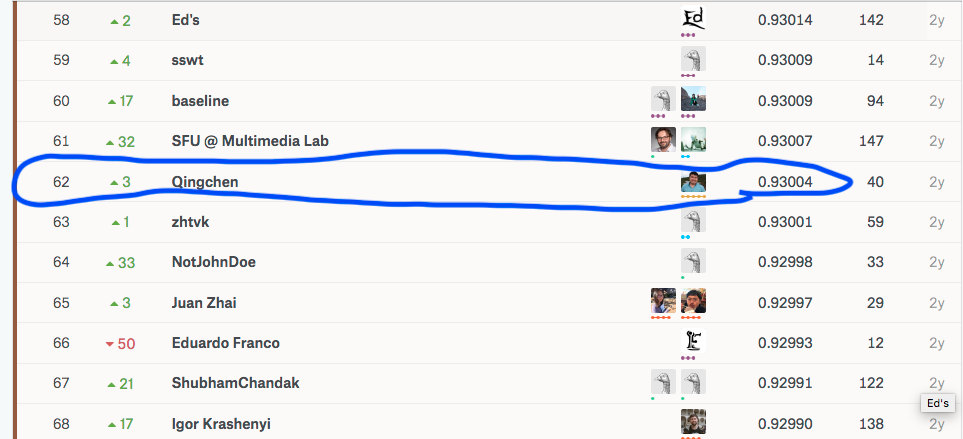 58 ▲ 2 Ed's Ed 0.93014 142 2y
59 ▲ 4 sswt 0.93009 14 2y
60 ▲ 17 baseline 0.93009 94 2y
61 ▲ 32 SFU @ Multimedia Lab 0.93007 147 2y
62 ▲ 3 Qingchen 0.93004 40 2y
63 ▲ 1 zhtvk 0.93001 59 2y
64 ▲ 33 NotJohnDoe 0.92998 33 2y
65 ▲ 3 Juan Zhai 0.92997 29 2y
66 ▼ 50 Eduardo Franco 0.92993 12 2y
67 ▲ 21 ShubhamChandak 0.92991 122 2y
Ed's
68 ▲ 17 Igor Krashenyi 0.92990 138 2y